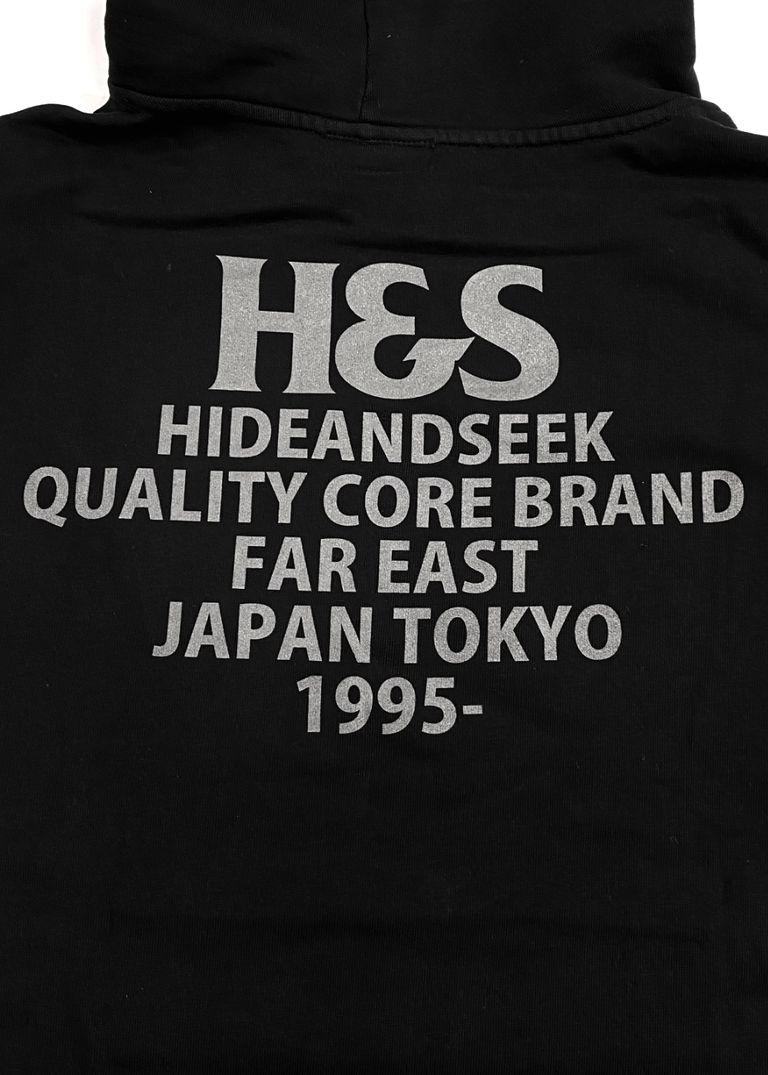 H&S
HIDEANDSEEK
QUALITY CORE BRAND
FAR EAST
JAPAN TOKYO
1995-